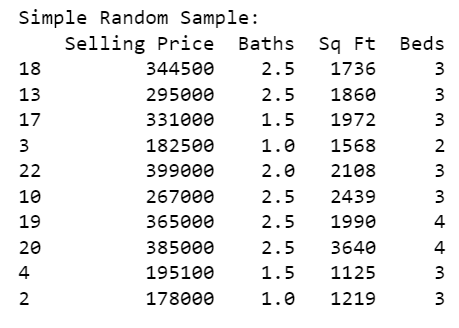 Simple Random Sample:
Selling Price Baths Sq Ft Beds
18 344500 2.5 1736 3
13 295000 2.5 1860 3
17 331000 1.5 1972 3
3 182500 1.0 1568 2
22 399000 2.0 2108 3
10 267000 2.5 2439 3
19 365000 2.5 1990 4
20 385000 2.5 3640 4
4 195100 1.5 1125 3
2 178000 1.0 1219 3